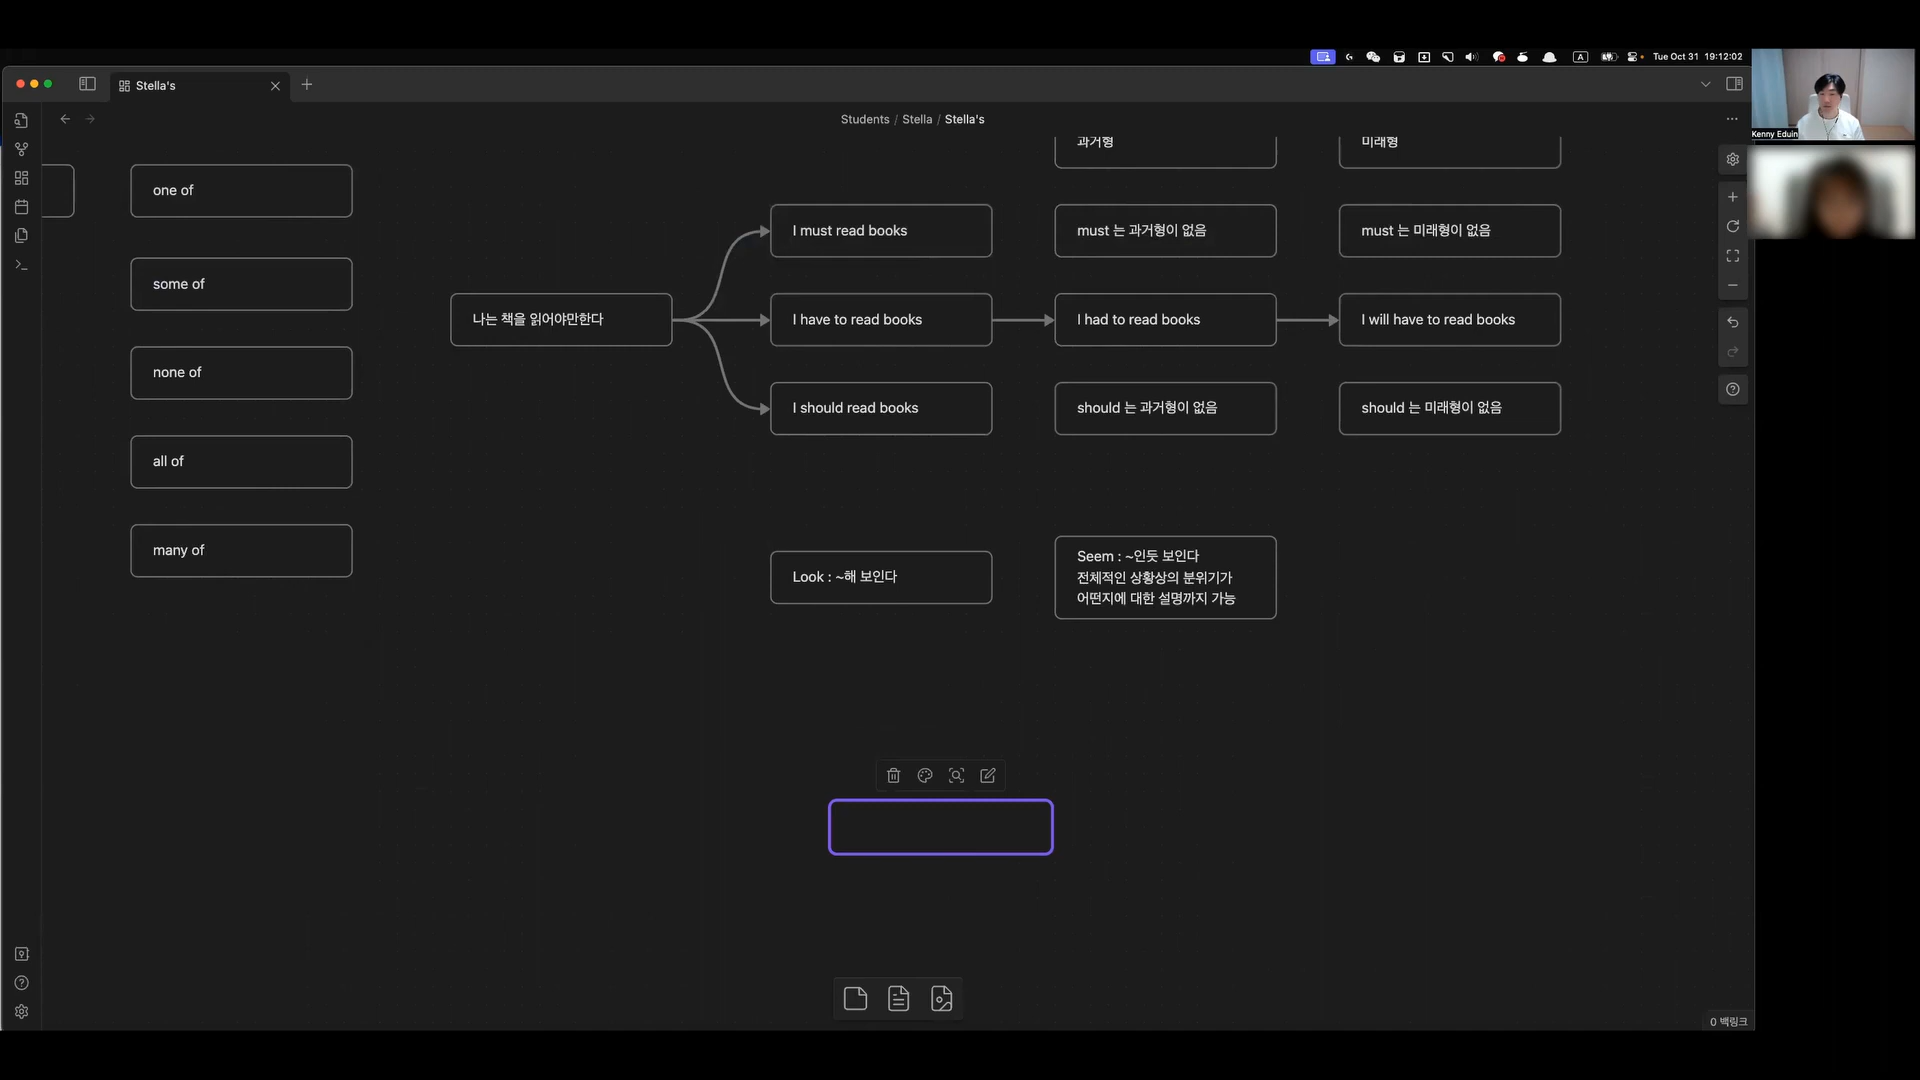 Tue Oct 31 19:12:02
Stella's
Students / Stella / Stella's
Kenny Eduin
과거형
미래형
one of
I must read books
must 는 과거형이 없음
must 는 미래형이 없음
some of
나는 책을 읽어야만한다
I have to read books
I had to read books
I will have to read books
none of
I should read books
should 는 과거형이 없음
should 는 미래형이 없음
all of
many of
Look : ~해 보인다
Seem : ~인듯 보인다
전체적인 상황상의 분위기가
어떤지에 대한 설명까지 가능
0 백링크